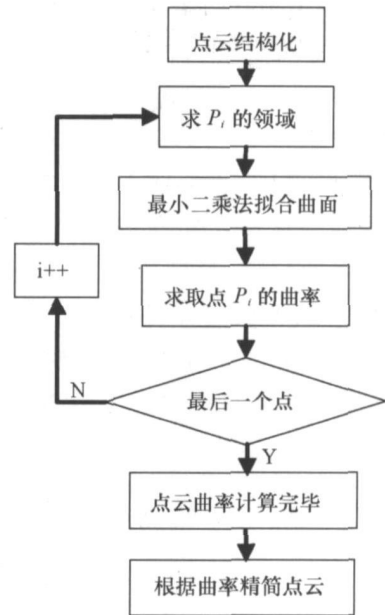 点云结构化
求 Pᵢ 的领域
最小二乘法拟合曲面
i++
求取点 Pᵢ 的曲率
N
最后一个点
Y
点云曲率计算完毕
根据曲率精简点云